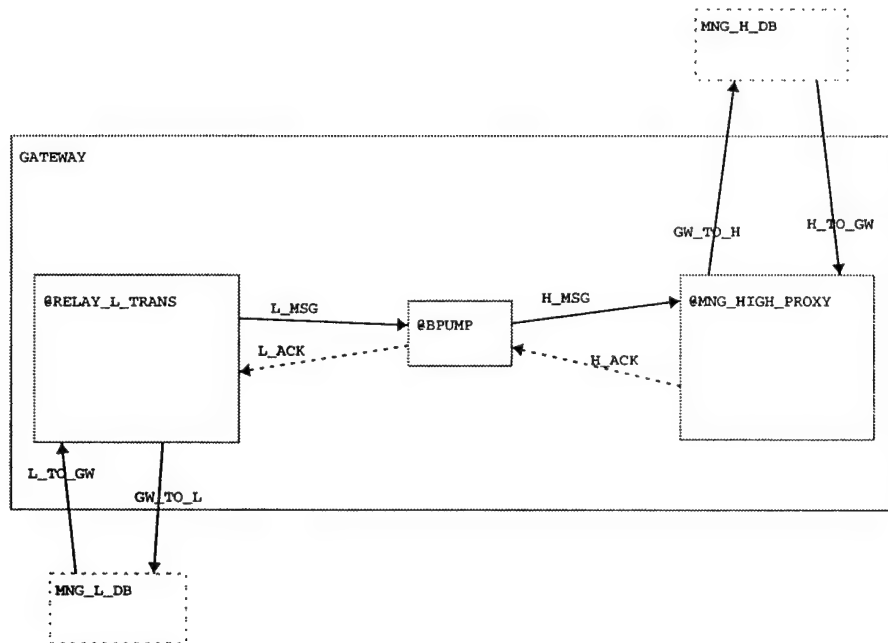 MNG_H_DB
GATEWAY
GW_TO_H
H_TO_GW
@RELAY_L_TRANS
L_MSG
H_MSG
@MNG_HIGH_PROXY
@BPUMP
L_ACK
H_ACK
L_TO_GW
GW_TO_L
MNG_L_DB